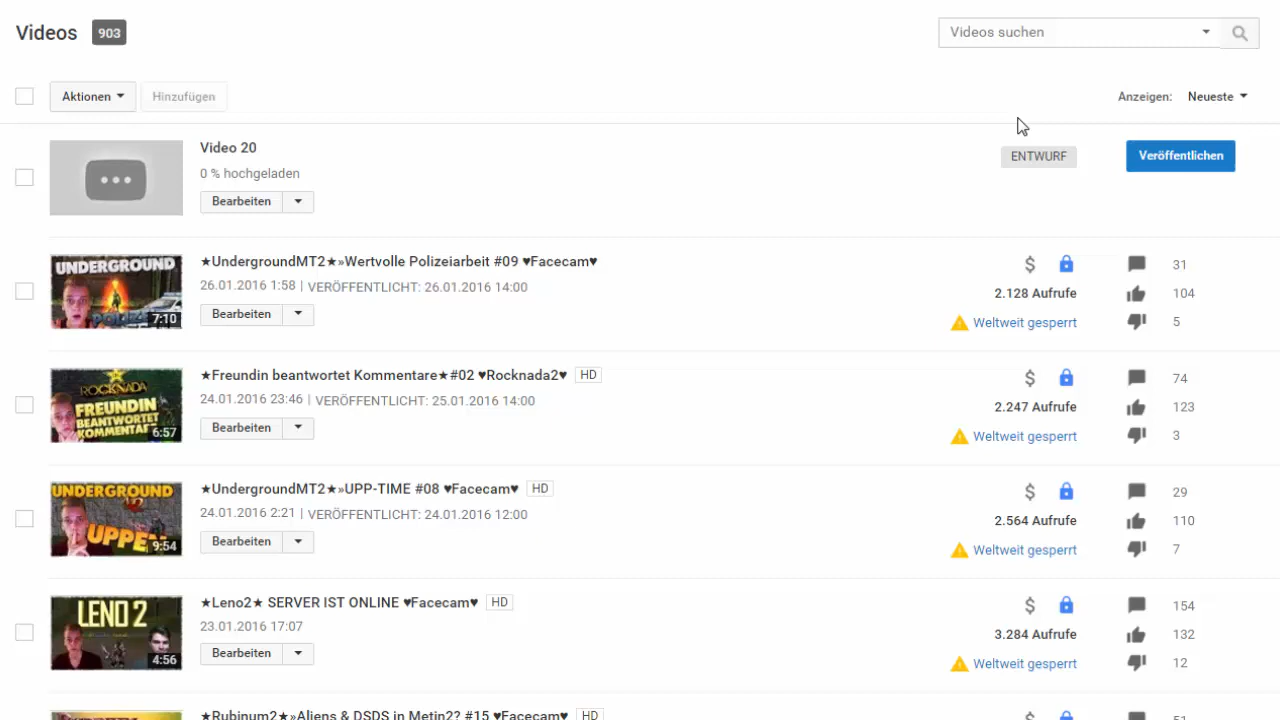 Videos 903
Videos suchen
Aktionen Hinzufügen
Anzeigen: Neueste
Video 20
0 % hochgeladen
Bearbeiten
ENTWURF
Veröffentlichen
UNDERGROUND
7:10
★UndergroundMT2★»Wertvolle Polizeiarbeit #09 ♥Facecam♥
26.01.2016 1:58 | VERÖFFENTLICHT: 26.01.2016 14:00
Bearbeiten
$ 31
2.128 Aufrufe 104
Weltweit gesperrt 5
ROCKNADA
FREUNDIN
BEANTWORTET
KOMMENTARE
6:57
★Freundin beantwortet Kommentare★#02 ♥Rocknada2♥ HD
24.01.2016 23:46 | VERÖFFENTLICHT: 25.01.2016 14:00
Bearbeiten
$ 74
2.247 Aufrufe 123
Weltweit gesperrt 3
UNDERGROUND
9:54
★UndergroundMT2★»UPP-TIME #08 ♥Facecam♥ HD
24.01.2016 2:21 | VERÖFFENTLICHT: 24.01.2016 12:00
Bearbeiten
$ 29
2.564 Aufrufe 110
Weltweit gesperrt 7
LENO 2
4:56
★Leno2★ SERVER IST ONLINE ♥Facecam♥ HD
23.01.2016 17:07
Bearbeiten
$ 154
3.284 Aufrufe 132
Weltweit gesperrt 12
★Rubinum2★»Aliens & DSDS in Metin2? #15 ♥Facecam♥ HD
$ 51